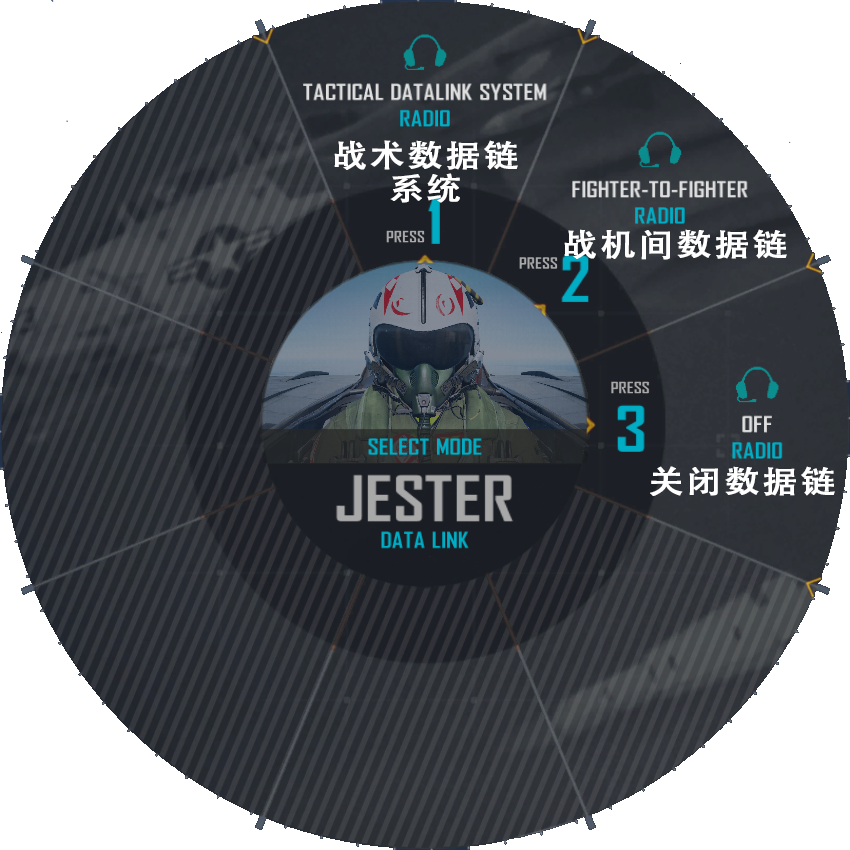 TACTICAL DATALINK SYSTEM
RADIO
战术数据链
系统
PRESS 1
FIGHTER-TO-FIGHTER
RADIO
战机间数据链
PRESS 2
PRESS
3
OFF
RADIO
关闭数据链
SELECT MODE
JESTER
DATA LINK